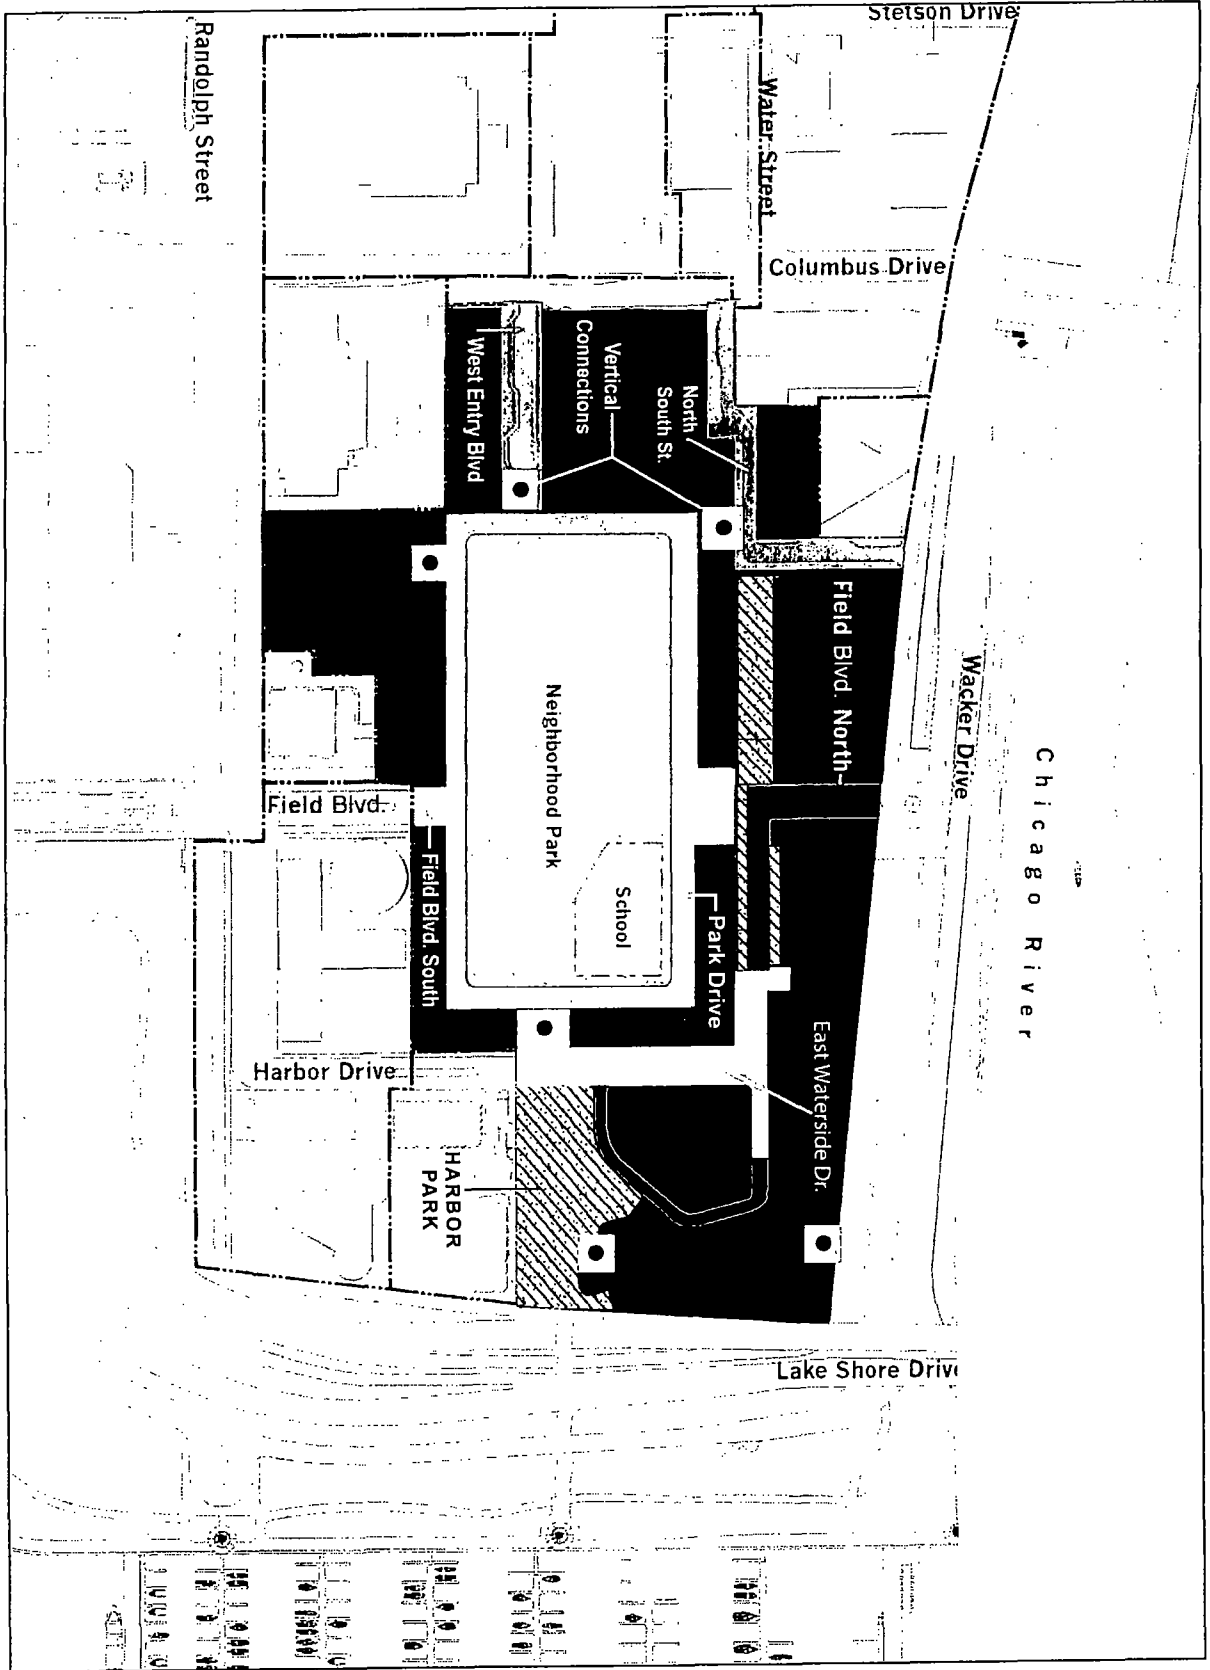 Stetson Drive
Randolph Street
Water Street
Columbus Drive
West Entry Blvd
Vertical
Connections
North
South St.
Field Blvd. North
Wacker Drive
Chicago River
Neighborhood Park
School
Field Blvd.
Field Blvd. South
Park Drive
East Waterside Dr.
Harbor Drive
HARBOR
PARK
Lake Shore Drive